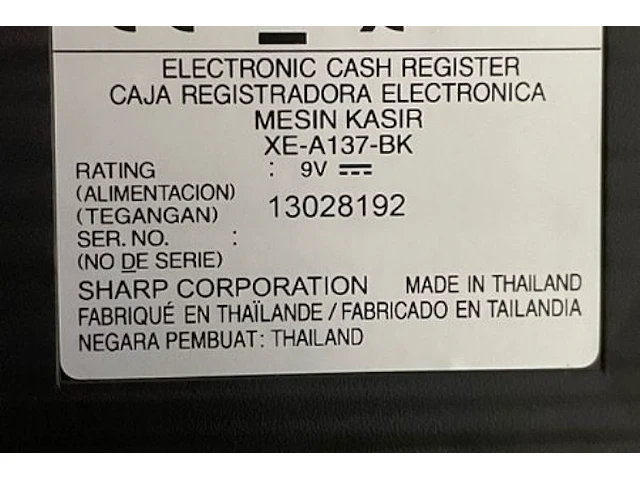 ELECTRONIC CASH REGISTER
CAJA REGISTRADORA ELECTRONICA
MESIN KASIR
XE-A137-BK
RATING : 9V
(ALIMENTACION)
(TEGANGAN) 13028192
SER. NO. :
(NO DE SERIE)
SHARP CORPORATION MADE IN THAILAND
FABRIQUÉ EN THAÏLANDE / FABRICADO EN TAILANDIA
NEGARA PEMBUAT: THAILAND